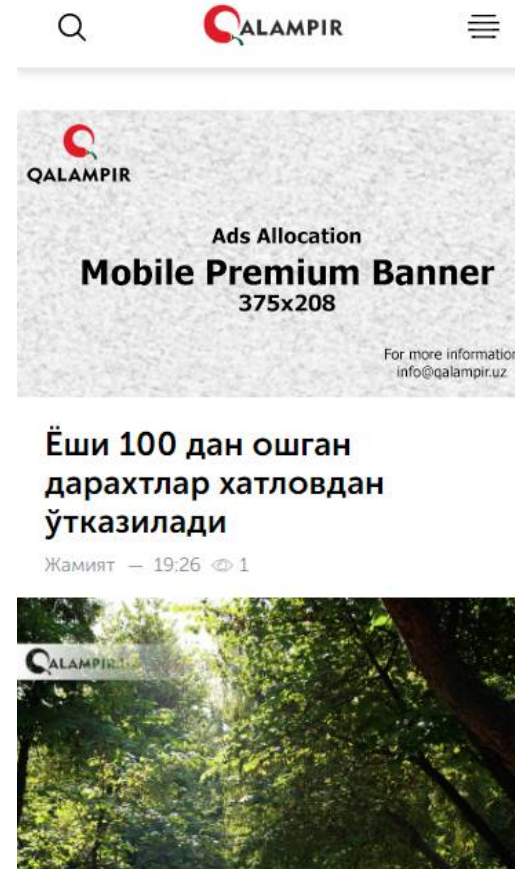 QALAMPIR
QALAMPIR
Ads Allocation
Mobile Premium Banner
375x208
For more information
info@qalampir.uz
Ёши 100 дан ошган
дарахтлар хатловдан
ўтказилади
Жамият — 19:26 1
QALAMPIR.UZ